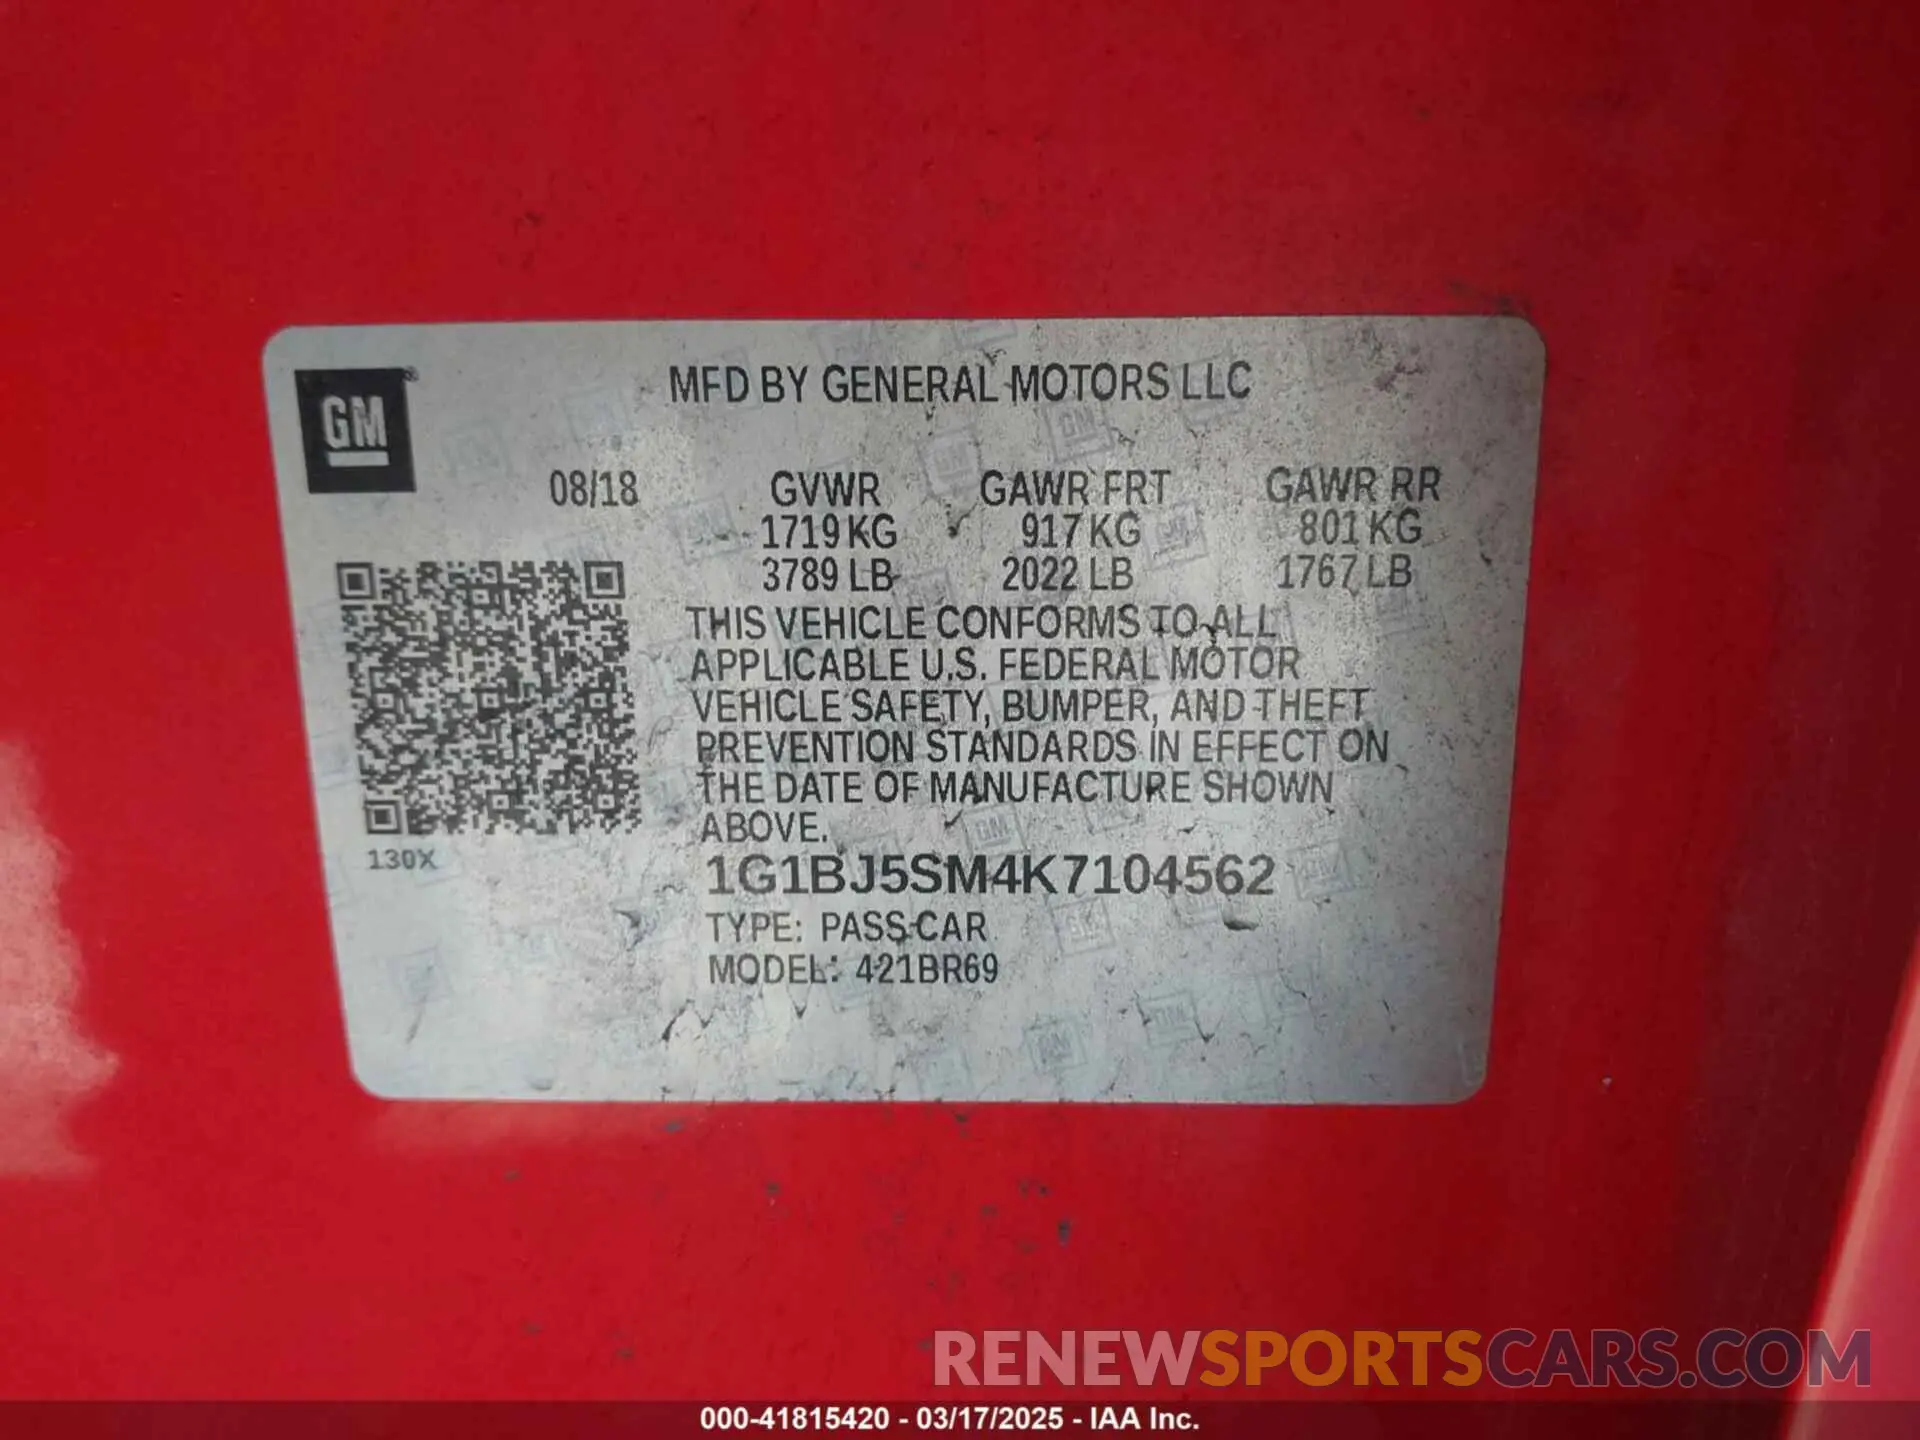 MFD BY GENERAL MOTORS LLC
GM
08/18 GVWR GAWR FRT GAWR RR
1719 KG 917 KG 801 KG
3789 LB 2022 LB 1767 LB
THIS VEHICLE CONFORMS TO ALL
APPLICABLE U.S. FEDERAL MOTOR
VEHICLE SAFETY, BUMPER, AND THEFT
PREVENTION STANDARDS IN EFFECT ON
THE DATE OF MANUFACTURE SHOWN
ABOVE.
130X
1G1BJ5SM4K7104562
TYPE: PASS CAR
MODEL: 421BR69
RENEWSPORTSCARS.COM
000-41815420 - 03/17/2025 - IAA Inc.